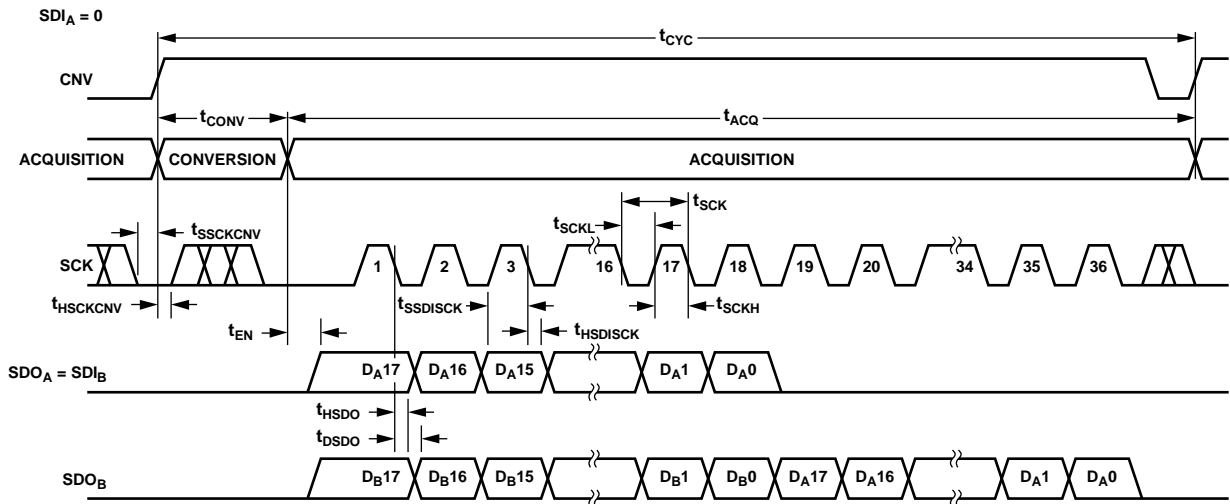 SDIA = 0
tCYC
CNV
tCONV
tACQ
ACQUISITION
CONVERSION
ACQUISITION
tSCK
tSCKL
tSSCKCNV
SCK
1 2 3 16 17 18 19 20 34 35 36
tHSCKCNV
tSSDISCK
tSCKH
tEN
tHSDISCK
SDOA = SDIB
DA17 DA16 DA15 DA1 DA0
tHSDO
tDSDO
SDOB
DB17 DB16 DB15 DB1 DB0 DA17 DA16 DA1 DA0